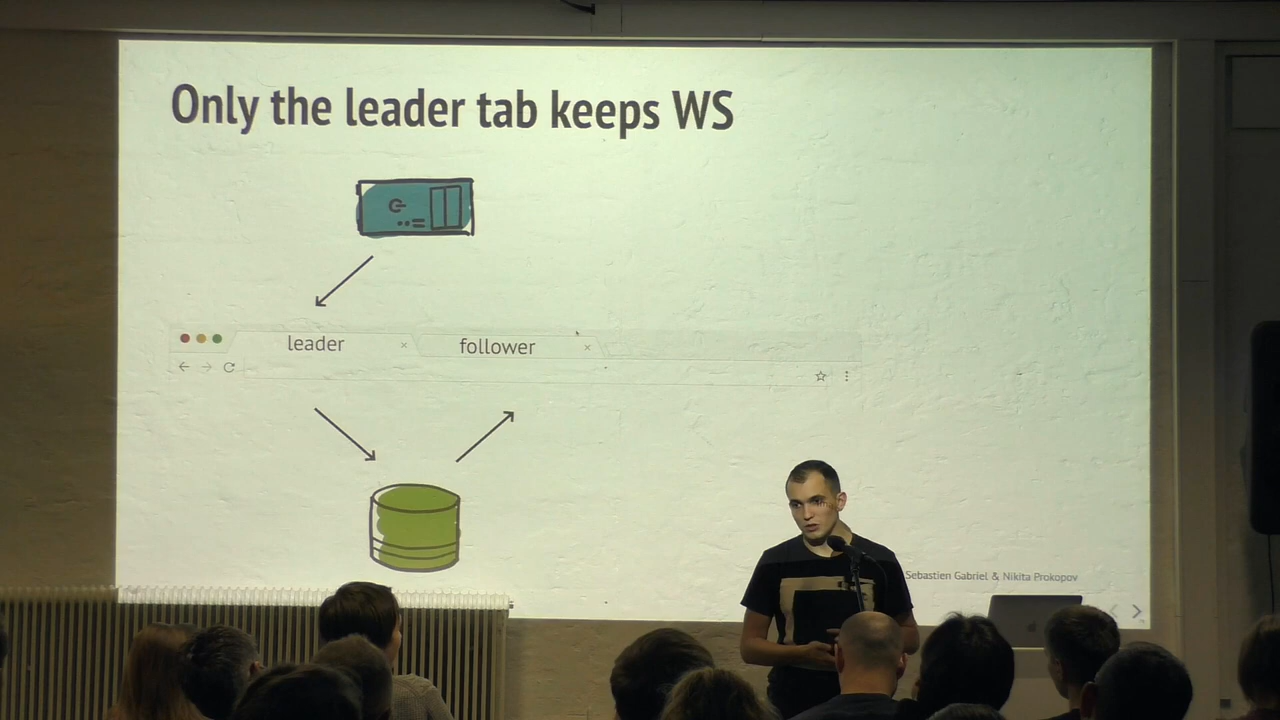 Only the leader tab keeps WS
leader
follower
Sebastien Gabriel & Nikita Prokopov